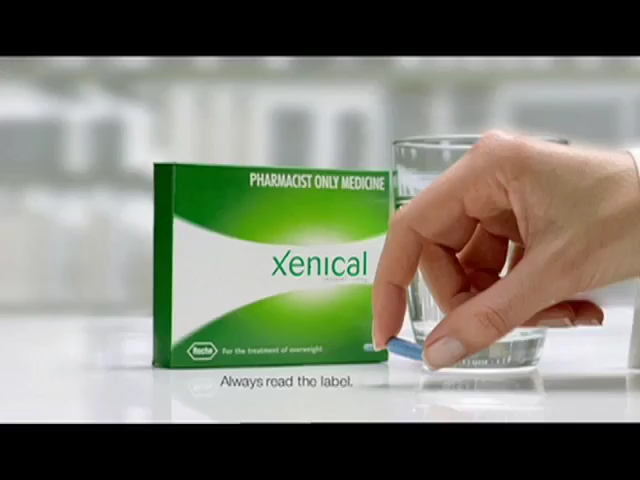 PHARMACIST ONLY MEDICINE
Xenical
Roche
For the treatment of overweight
Always read the label.